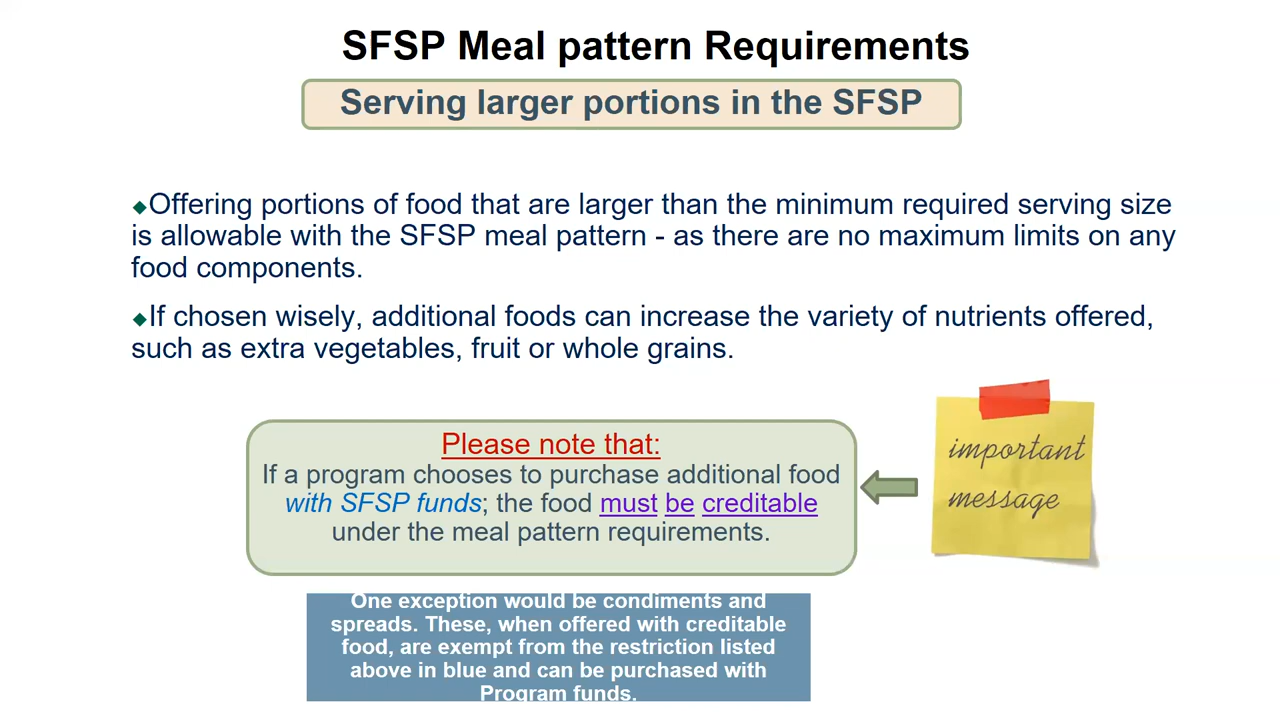 SFSP Meal pattern Requirements
Serving larger portions in the SFSP
◆Offering portions of food that are larger than the minimum required serving size
is allowable with the SFSP meal pattern - as there are no maximum limits on any
food components.
◆If chosen wisely, additional foods can increase the variety of nutrients offered,
such as extra vegetables, fruit or whole grains.
Please note that:
If a program chooses to purchase additional food
with SFSP funds; the food must be creditable
under the meal pattern requirements.
important
message
One exception would be condiments and
spreads. These, when offered with creditable
food, are exempt from the restriction listed
above in blue and can be purchased with
Program funds.